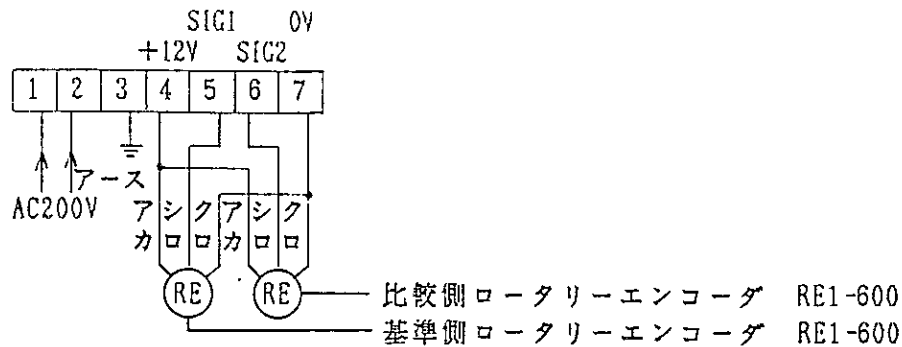 SIG1 0V
+12V SIG2
1 2 3 4 5 6 7
アース
AC200V
アカ シロ クロ アカ シロ クロ
RE RE
比較側ロータリーエンコーダ RE1-600
基準側ロータリーエンコーダ RE1-600